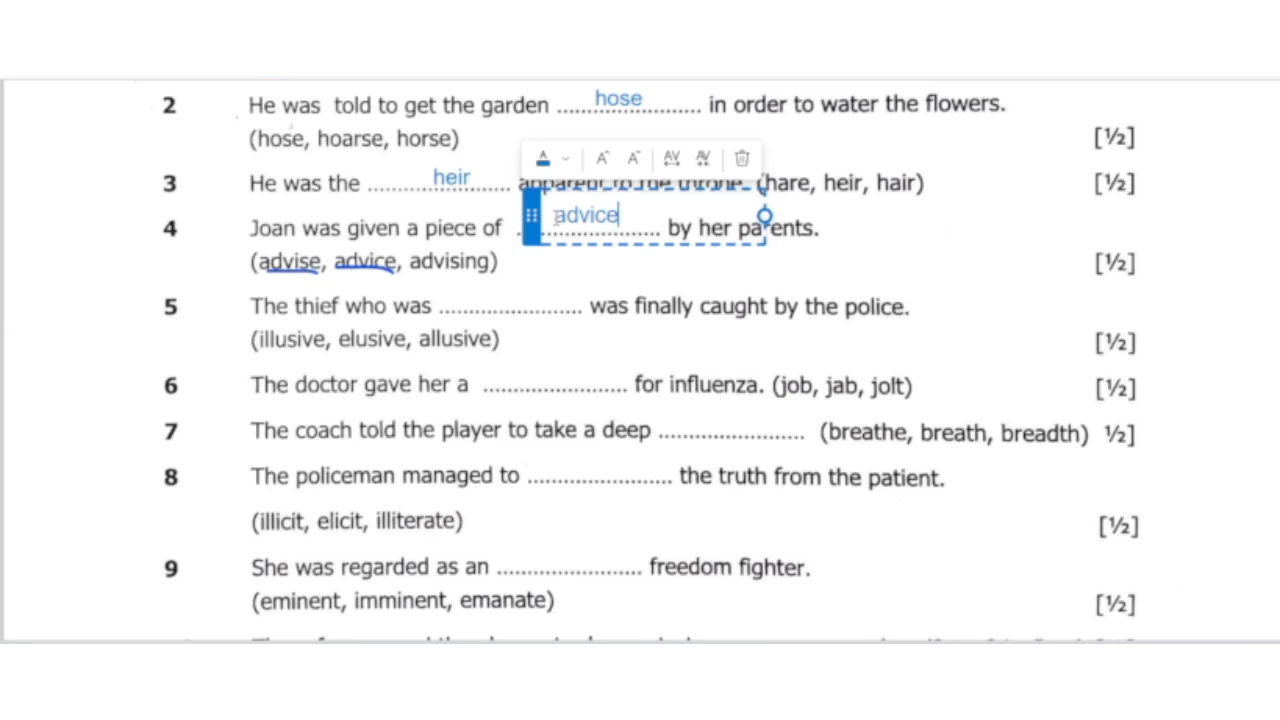 2 He was told to get the garden ....................... in order to water the flowers.
hose
(hose, hoarse, horse) [½]
3 He was the ....................... apparent to the throne. (hare, heir, hair) [½]
heir
4 Joan was given a piece of ....................... by her parents.
advice
(advise, advice, advising) [½]
5 The thief who was ....................... was finally caught by the police.
(illusive, elusive, allusive) [½]
6 The doctor gave her a ....................... for influenza. (job, jab, jolt) [½]
7 The coach told the player to take a deep ....................... (breathe, breath, breadth) ½]
8 The policeman managed to ....................... the truth from the patient.
(illicit, elicit, illiterate) [½]
9 She was regarded as an ....................... freedom fighter.
(eminent, imminent, emanate) [½]